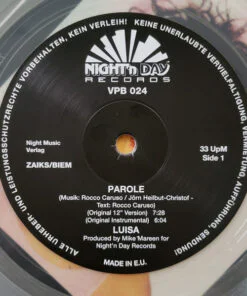 ALLE URHEBER- UND LEISTUNGSSCHUTZRECHTE VORBEHALTEN, KEIN VERLEIH! KEINE UNERLAUBTE VERVIELFÄLTIGUNG, VERMIETUNG, AUFFÜHRUNG, SENDUNG!
NIGHT'n DAY
RECORDS
VPB 024
Night Music
Verlag
ZAIKS/BIEM
33 UpM
Side 1
PAROLE
(Musik: Rocco Caruso / Jörn Heilbut-Christof -
Text: Rocco Caruso)
(Original 12" Version) 7:28
(Original Instrumental) 6:04
LUISA
Produced by Mike Mareen for
Night'n Day Records
MADE IN E.U.